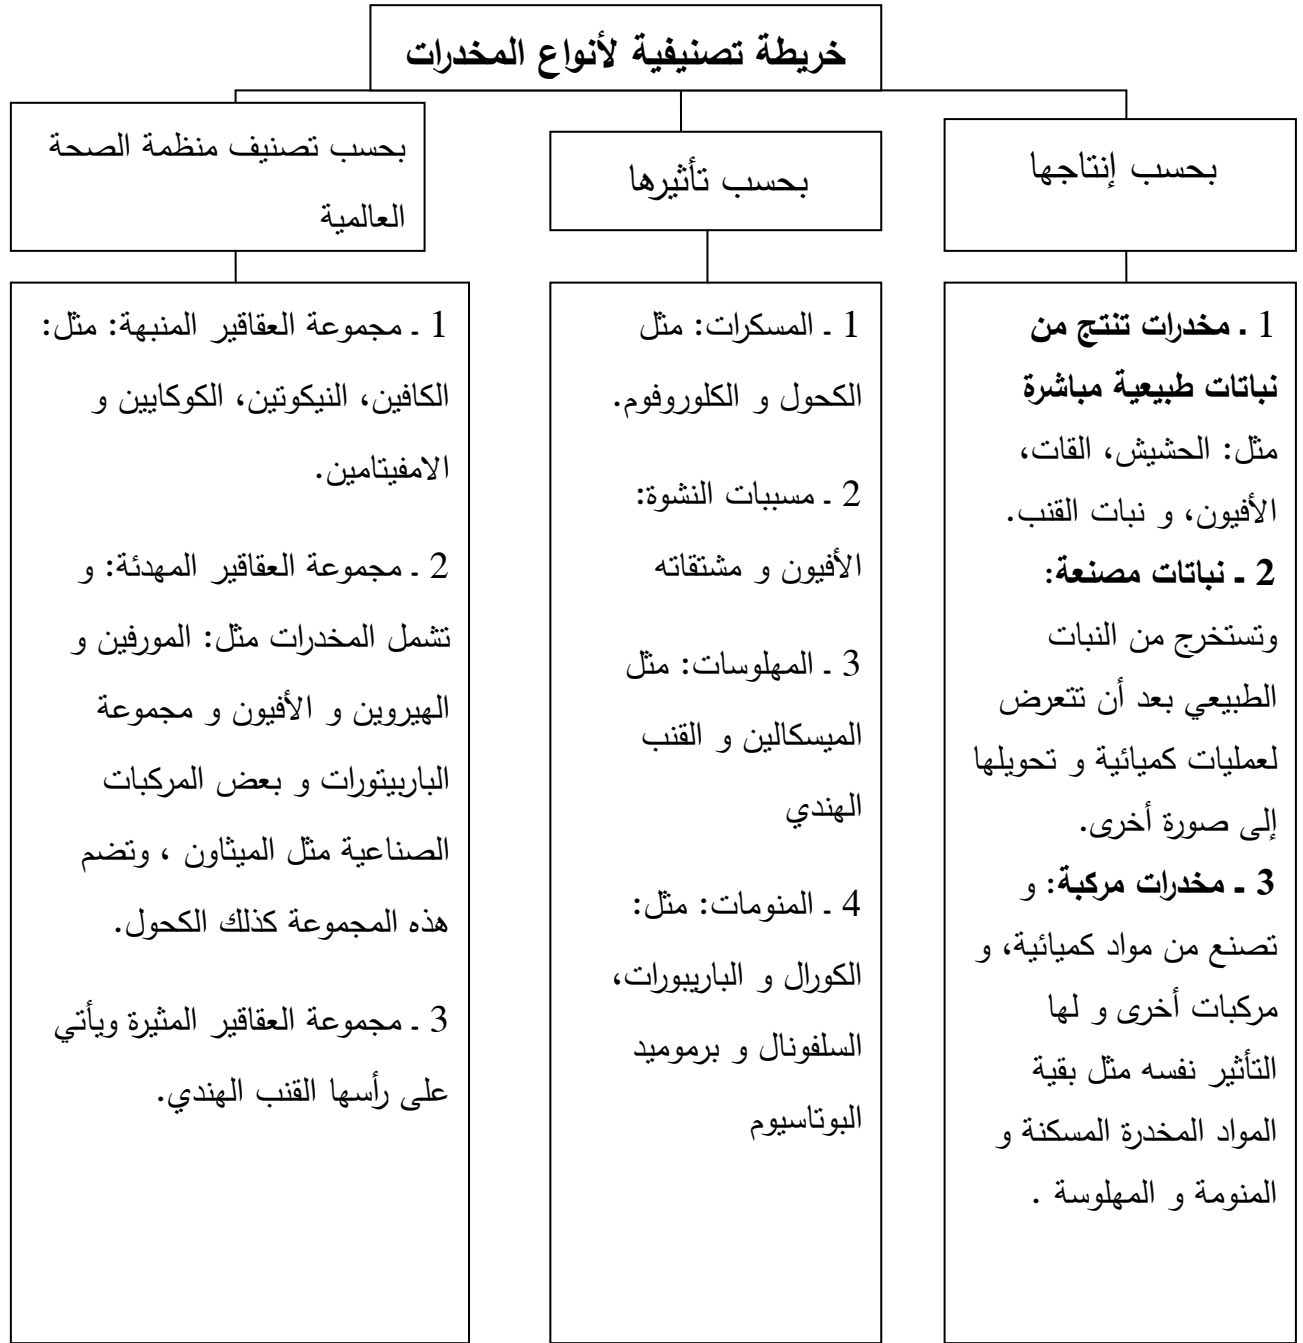 خريطة تصنيفية لأنواع المخدرات
بحسب إنتاجها
بحسب تأثيرها
بحسب تصنيف منظمة الصحة
العالمية
1 ـ مخدرات تنتج من
نباتات طبيعية مباشرة
مثل: الحشيش، القات،
الأفيون، و نبات القنب.
2 ـ نباتات مصنعة:
وتستخرج من النبات
الطبيعي بعد أن تتعرض
لعمليات كميائية و تحويلها
إلى صورة أخرى.
3 ـ مخدرات مركبة: و
تصنع من مواد كميائية، و
مركبات أخرى و لها
التأثير نفسه مثل بقية
المواد المخدرة المسكنة و
المنومة و المهلوسة .
1 ـ المسكرات: مثل
الكحول و الكلوروفوم.
2 ـ مسببات النشوة:
الأفيون و مشتقاته
3 ـ المهلوسات: مثل
الميسكالين و القنب
الهندي
4 ـ المنومات: مثل:
الكورال و الباريبورات،
السلفونال و برموميد
البوتاسيوم
1 ـ مجموعة العقاقير المنبهة: مثل:
الكافين، النيكوتين، الكوكايين و
الامفيتامين.
2 ـ مجموعة العقاقير المهدئة: و
تشمل المخدرات مثل: المورفين و
الهيروين و الأفيون و مجموعة
الباربيتورات و بعض المركبات
الصناعية مثل الميثاون ، وتضم
هذه المجموعة كذلك الكحول.
3 ـ مجموعة العقاقير المثيرة ويأتي
على رأسها القنب الهندي.